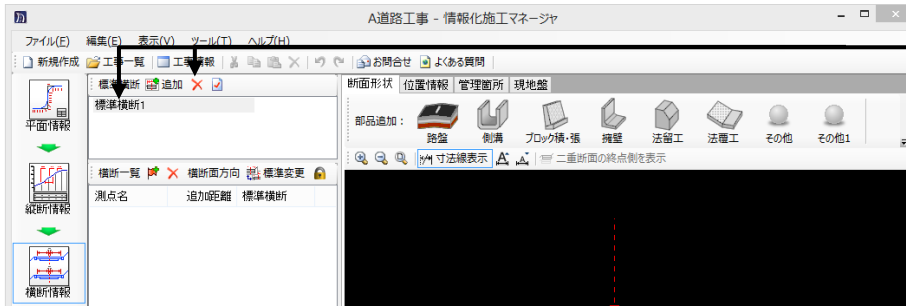 A道路工事 - 情報化施工マネージャ
ファイル(F) 編集(E) 表示(V) ツール(T) ヘルプ(H)
新規作成 工事一覧 工事情報 お問合せ よくある質問
標準横断 追加
標準横断1
横断一覧 横断面方向 標準変更
測点名 追加距離 標準横断
平面情報
縦断情報
横断情報
断面形状 位置情報 管理箇所 現地盤
部品追加：
路盤 側溝 ブロック積・張 擁壁 法留工 法覆工 その他 その他1
寸法線表示 A A 二重断面の終点側を表示